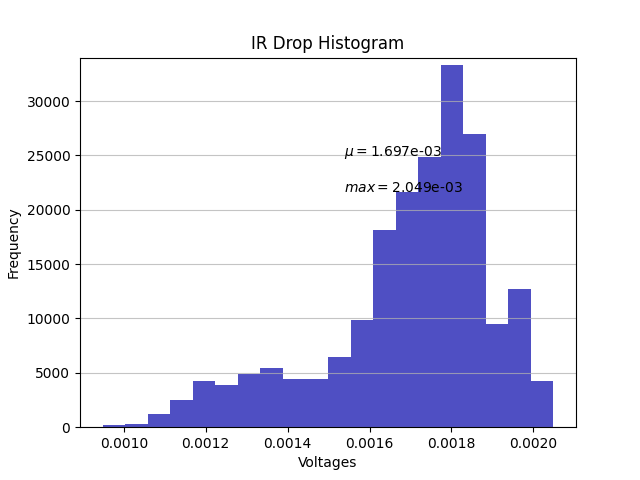 IR Drop Histogram
30000
25000
20000
15000
10000
5000
0
Frequency
μ = 1.697e-03
max = 2.049e-03
0.0010 0.0012 0.0014 0.0016 0.0018 0.0020
Voltages